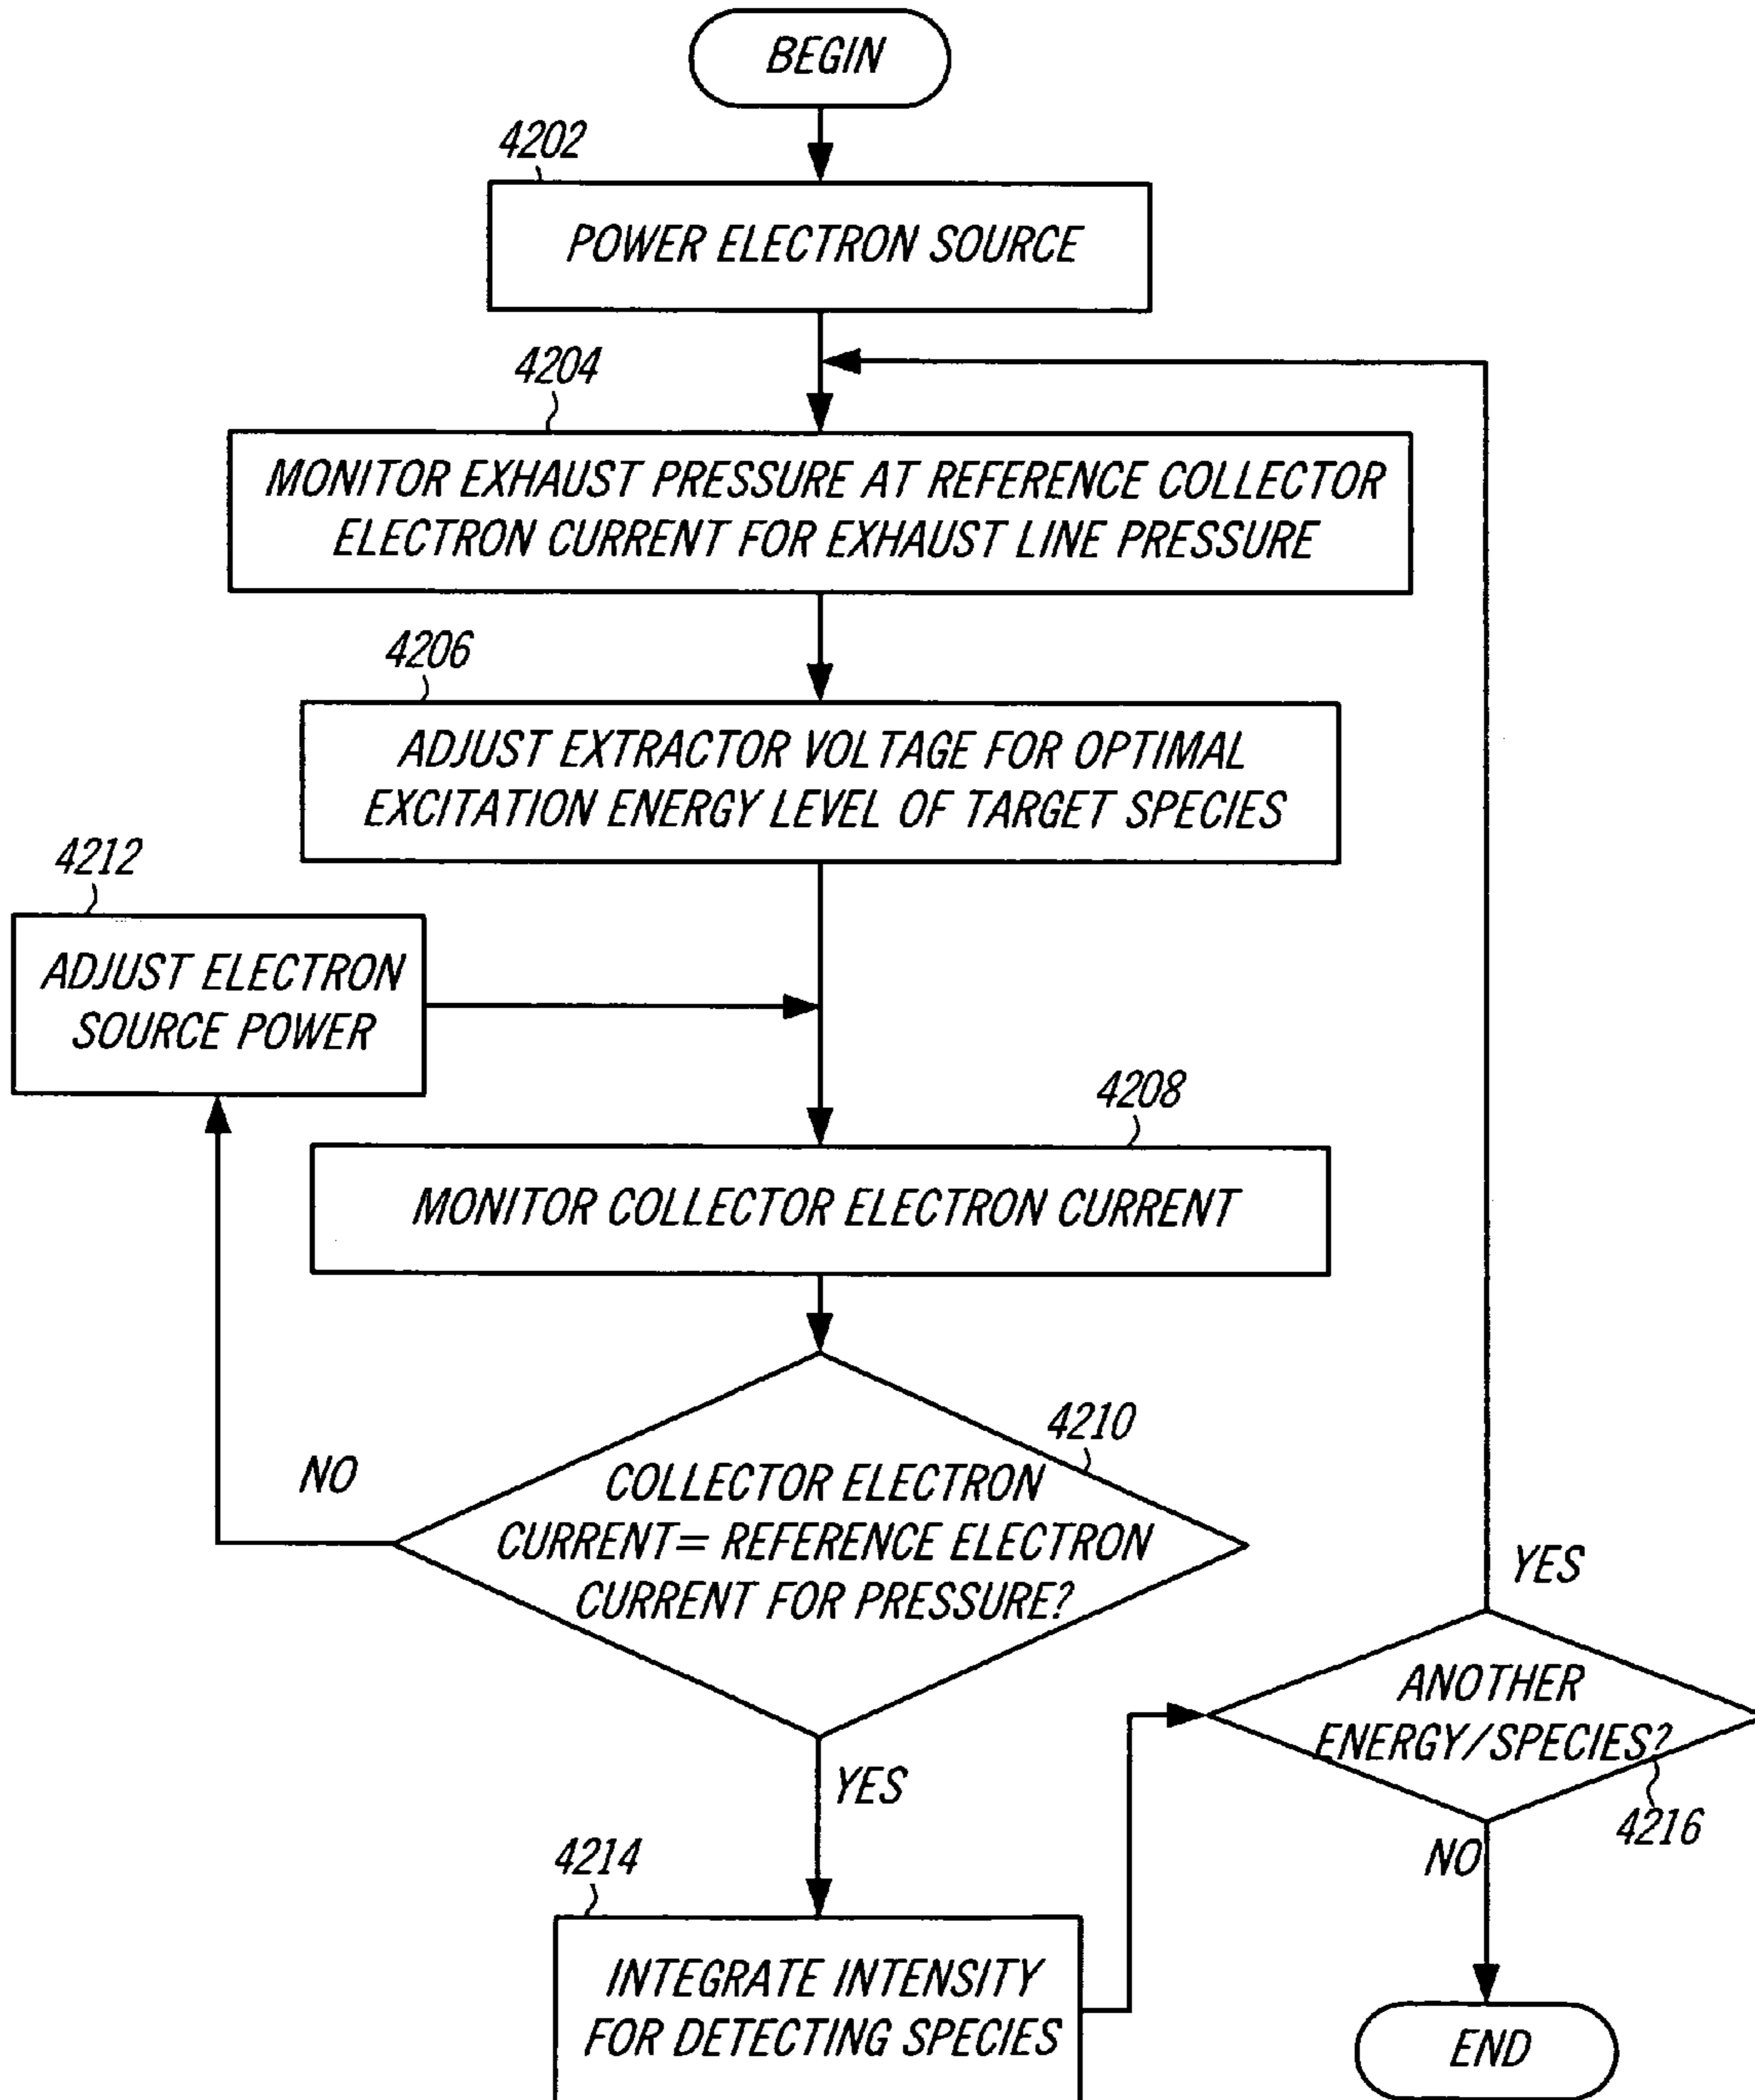 BEGIN
4202
POWER ELECTRON SOURCE
4204
MONITOR EXHAUST PRESSURE AT REFERENCE COLLECTOR
ELECTRON CURRENT FOR EXHAUST LINE PRESSURE
4206
ADJUST EXTRACTOR VOLTAGE FOR OPTIMAL
EXCITATION ENERGY LEVEL OF TARGET SPECIES
4212
ADJUST ELECTRON
SOURCE POWER
4208
MONITOR COLLECTOR ELECTRON CURRENT
4210
NO
COLLECTOR ELECTRON
CURRENT= REFERENCE ELECTRON
CURRENT FOR PRESSURE?
YES
YES
ANOTHER
ENERGY/SPECIES?
4216
NO
4214
INTEGRATE INTENSITY
FOR DETECTING SPECIES
END